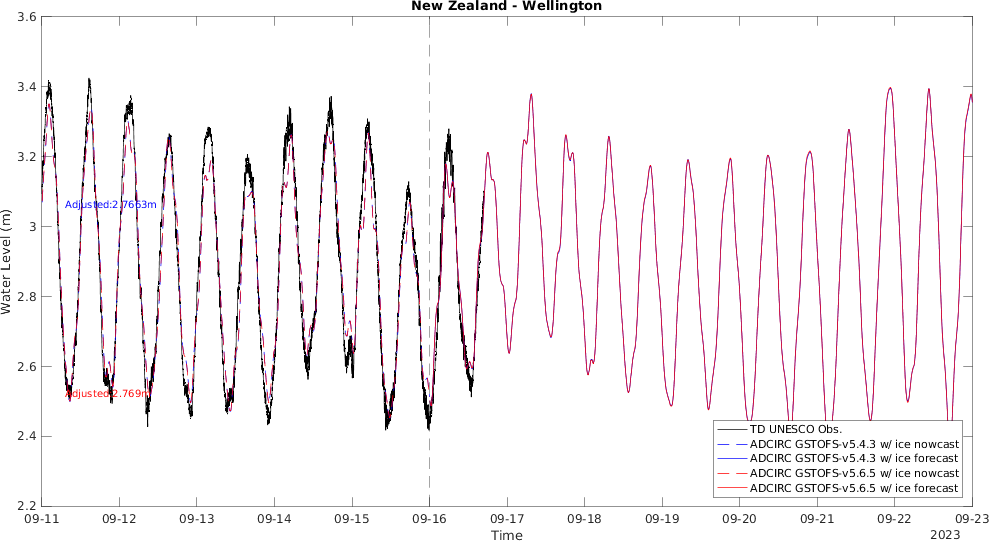 New Zealand - Wellington
3.6
3.4
3.2
3
2.8
2.6
2.4
2.2
Water Level (m)
Adjusted:2.7663m
Adjusted:2.769m
TD UNESCO Obs.
ADCIRC GSTOFS-v5.4.3 w/ ice nowcast
ADCIRC GSTOFS-v5.4.3 w/ ice forecast
ADCIRC GSTOFS-v5.6.5 w/ ice nowcast
ADCIRC GSTOFS-v5.6.5 w/ ice forecast
09-11 09-12 09-13 09-14 09-15 09-16 09-17 09-18 09-19 09-20 09-21 09-22 09-23
Time
2023